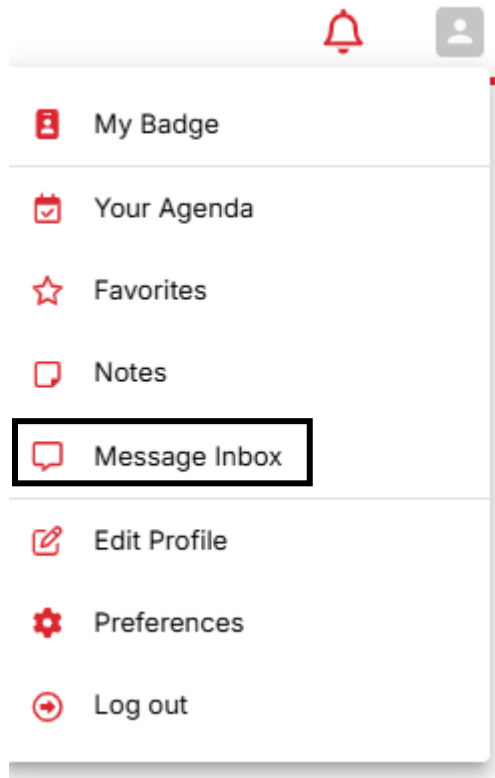 My Badge
Your Agenda
Favorites
Notes
Message Inbox
Edit Profile
Preferences
Log out